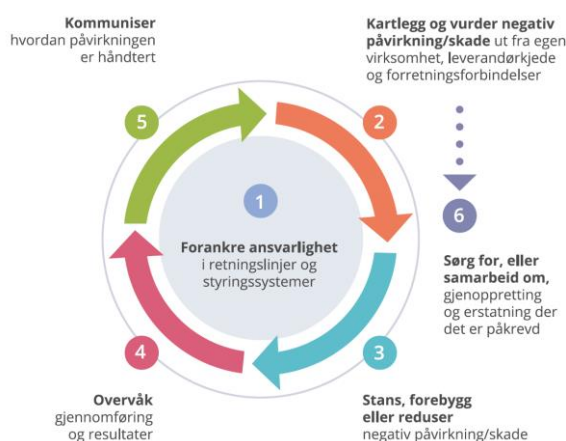 1
Forankre ansvarlighet
i retningslinjer og
styringssystemer
2
Kartlegg og vurder negativ
påvirkning/skade ut fra egen
virksomhet, leverandørkjede
og forretningsforbindelser
3
Stans, forebygg
eller reduser
negativ påvirkning/skade
4
Overvåk
gjennomføring
og resultater
5
Kommuniser
hvordan påvirkningen
er håndtert
6
Sørg for, eller
samarbeid om,
gjenoppretting
og erstatning der
det er påkrevd